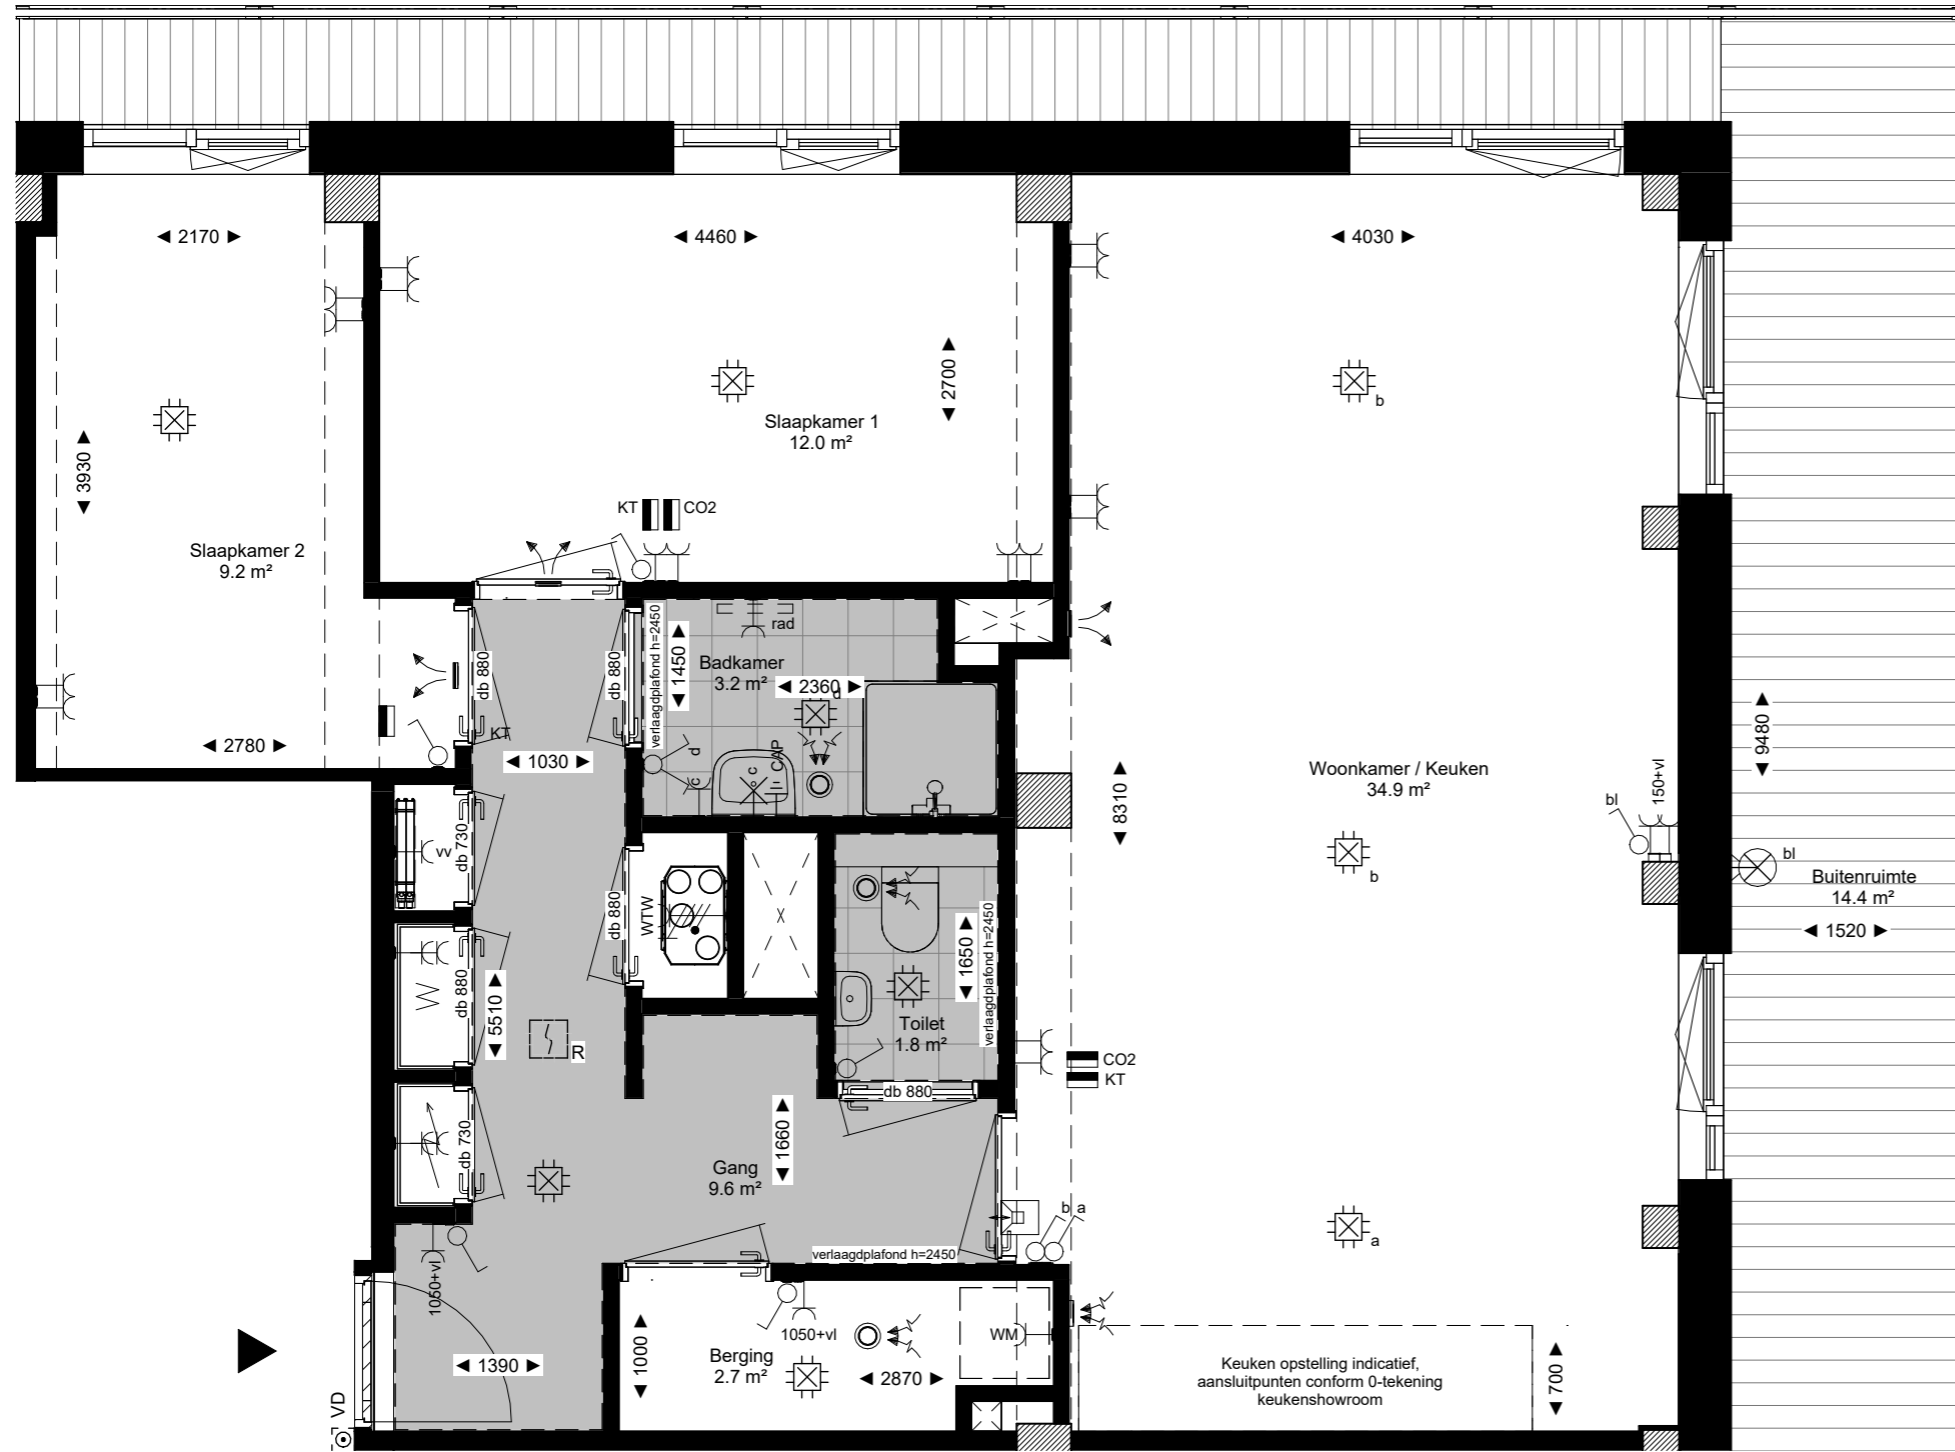 ◄ 2170 ►
◄ 4460 ►
◄ 4030 ►
◄ 2700 ►
Slaapkamer 1
12.0 m²
b
◄ 3930 ►
KT
CO2
Slaapkamer 2
9.2 m²
rad
verlaagdplafond h=2450
◄ 1450 ►
Badkamer
3.2 m²
◄ 2360 ►
d
db 880
db 880
KT
◄ 2780 ►
◄ 1030 ►
d
c
c
CAP
◄ 9480 ►
Woonkamer / Keuken
34.9 m²
◄ 8310 ►
150+vl
bl
vv
db 730
b
bl
Buitenruimte
14.4 m²
◄ 1520 ►
db 880
WTW
◄ 1650 ►
verlaagdplafond h=2450
W
db 880
◄ 5510 ►
R
Toilet
1.8 m²
CO2
KT
db 880
db 730
◄ 1660 ►
Gang
9.6 m²
b a
a
verlaagdplafond h=2450
1050+vl
1050+vl
WM
◄ 1390 ►
◄ 1000 ►
Berging
2.7 m²
◄ 2870 ►
Keuken opstelling indicatief,
aansluitpunten conform 0-tekening
keukenshowroom
◄ 700 ►
VD